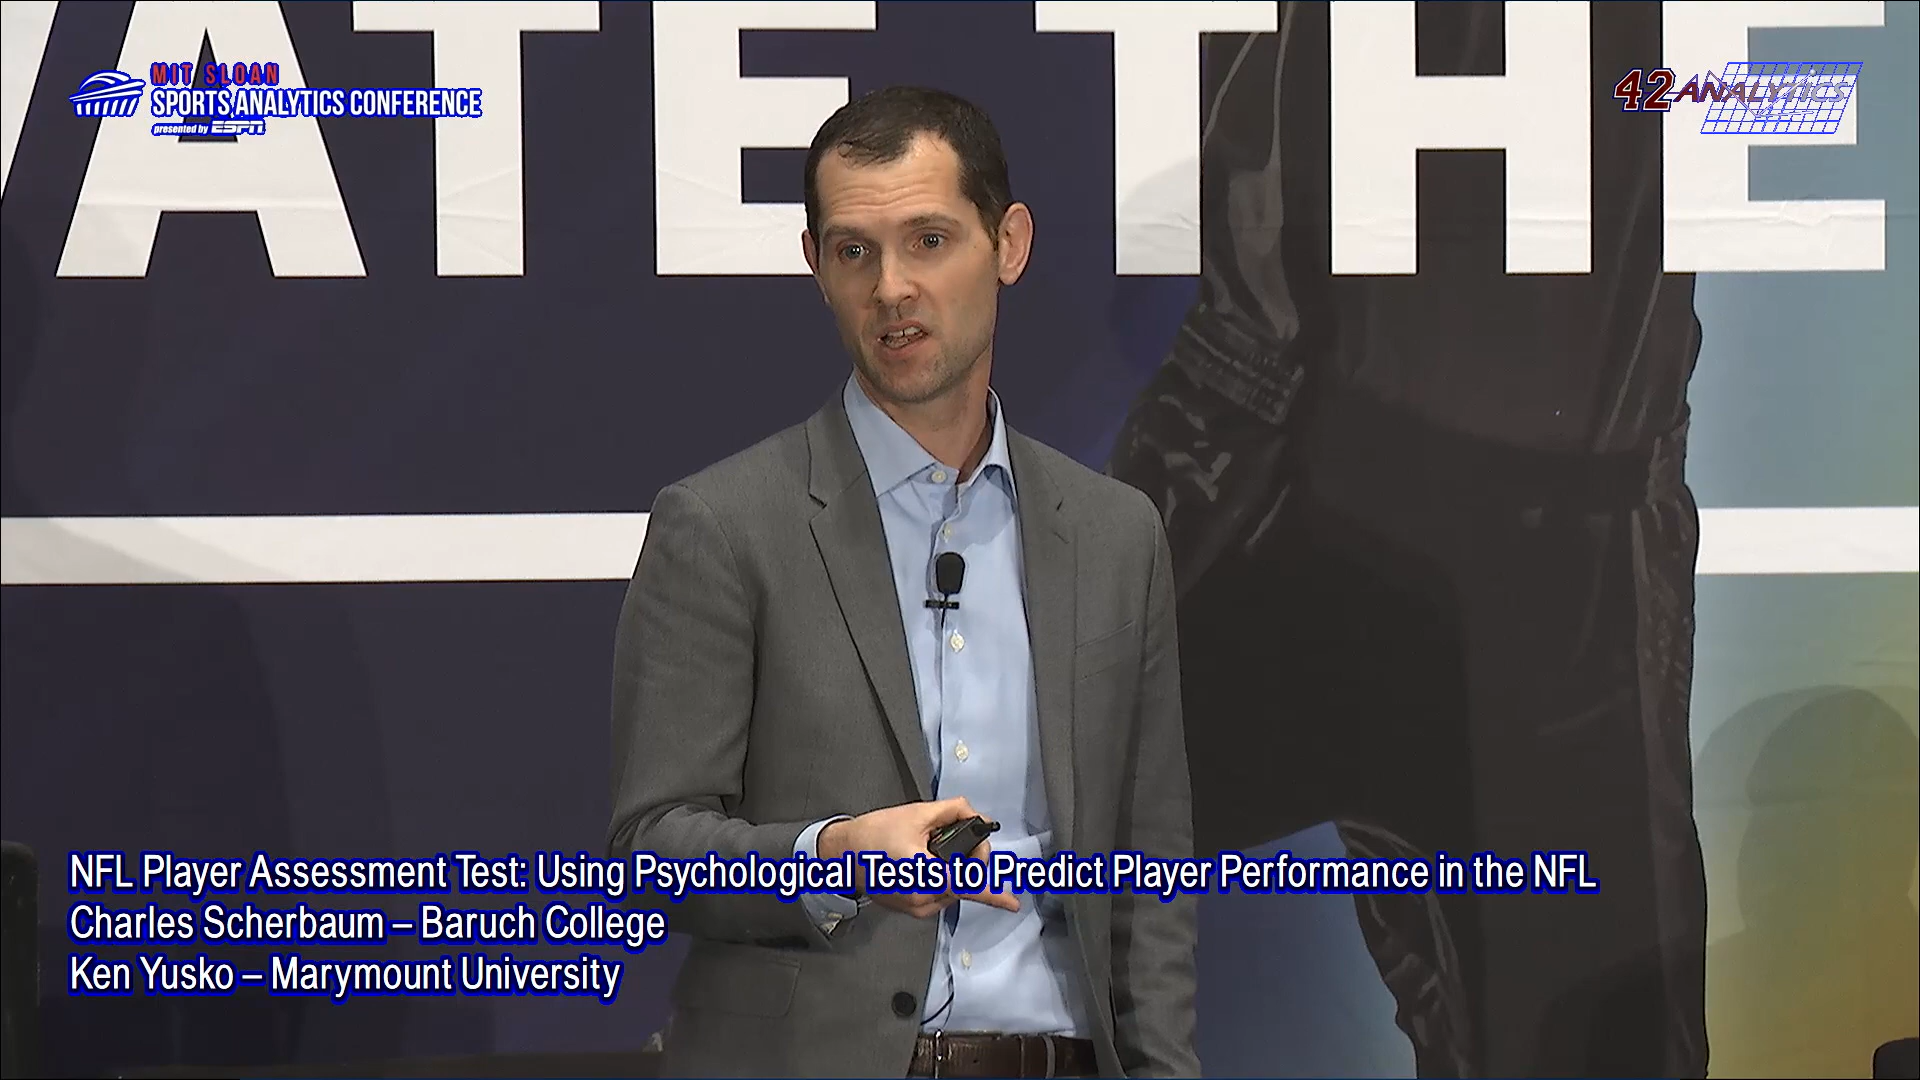 VATE THE
MIT SLOAN
SPORTS ANALYTICS CONFERENCE
presented by ESPN
42 ANALYTICS
NFL Player Assessment Test: Using Psychological Tests to Predict Player Performance in the NFL
Charles Scherbaum – Baruch College
Ken Yusko – Marymount University